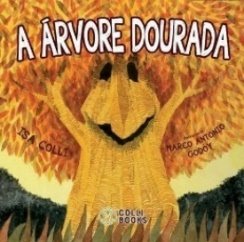 A ÁRVORE DOURADA
ISA COLLI
MARCO ANTONIO
GODOY
COLLI
BOOKS